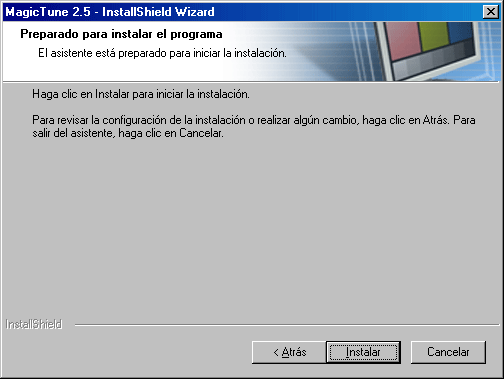 MagicTune 2.5 - InstallShield Wizard
Preparado para instalar el programa
El asistente está preparado para iniciar la instalación.
Haga clic en Instalar para iniciar la instalación.
Para revisar la configuración de la instalación o realizar algún cambio, haga clic en Atrás. Para
salir del asistente, haga clic en Cancelar.
InstallShield
< Atrás Instalar Cancelar